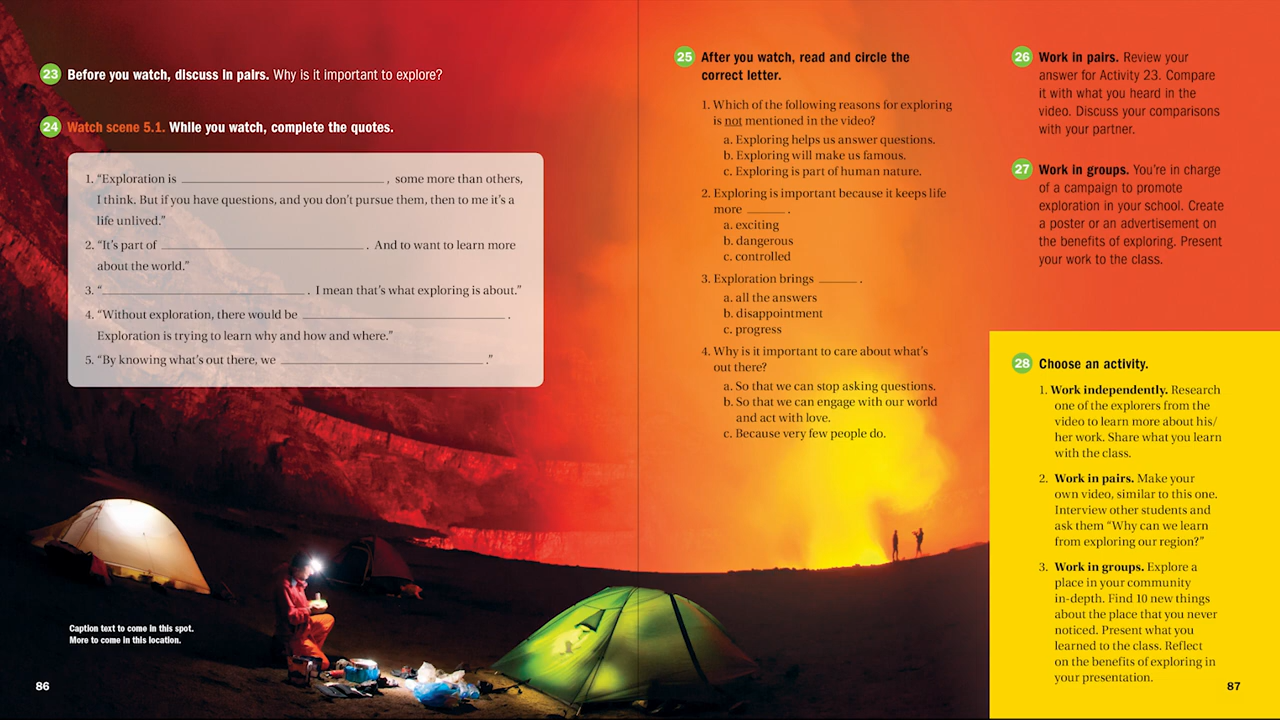 23 Before you watch, discuss in pairs. Why is it important to explore?
24 Watch scene 5.1. While you watch, complete the quotes.
1. “Exploration is ____________________ , some more than others,
I think. But if you have questions, and you don’t pursue them, then to me it’s a
life unlived.”
2. “It’s part of ____________________ . And to want to learn more
about the world.”
3. “____________________ . I mean that’s what exploring is about.”
4. “Without exploration, there would be ____________________ .
Exploration is trying to learn why and how and where.”
5. “By knowing what’s out there, we ____________________ .”
Caption text to come in this spot.
More to come in this location.
86
25 After you watch, read and circle the
correct letter.
1. Which of the following reasons for exploring
is not mentioned in the video?
a. Exploring helps us answer questions.
b. Exploring will make us famous.
c. Exploring is part of human nature.
2. Exploring is important because it keeps life
more ______ .
a. exciting
b. dangerous
c. controlled
3. Exploration brings ______ .
a. all the answers
b. disappointment
c. progress
4. Why is it important to care about what’s
out there?
a. So that we can stop asking questions.
b. So that we can engage with our world
and act with love.
c. Because very few people do.
26 Work in pairs. Review your
answer for Activity 23. Compare
it with what you heard in the
video. Discuss your comparisons
with your partner.
27 Work in groups. You’re in charge
of a campaign to promote
exploration in your school. Create
a poster or an advertisement on
the benefits of exploring. Present
your work to the class.
28 Choose an activity.
1. Work independently. Research
one of the explorers from the
video to learn more about his/
her work. Share what you learn
with the class.
2. Work in pairs. Make your
own video, similar to this one.
Interview other students and
ask them “Why can we learn
from exploring our region?”
3. Work in groups. Explore a
place in your community
in-depth. Find 10 new things
about the place that you never
noticed. Present what you
learned to the class. Reflect
on the benefits of exploring in
your presentation.
87